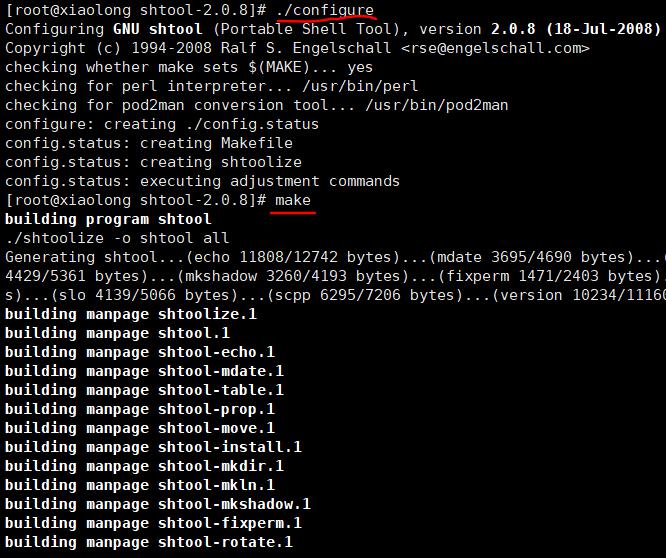 [root@xiaolong shtool-2.0.8]# ./configure
Configuring GNU shtool (Portable Shell Tool), version 2.0.8 (18-Jul-2008)
Copyright (c) 1994-2008 Ralf S. Engelschall <rse@engelschall.com>
checking whether make sets $(MAKE)... yes
checking for perl interpreter... /usr/bin/perl
checking for pod2man conversion tool... /usr/bin/pod2man
configure: creating ./config.status
config.status: creating Makefile
config.status: creating shtoolize
config.status: executing adjustment commands
[root@xiaolong shtool-2.0.8]# make
building program shtool
./shtoolize -o shtool all
Generating shtool...(echo 11808/12742 bytes)...(mdate 3695/4690 bytes)...(
4429/5361 bytes)...(mkshadow 3260/4193 bytes)...(fixperm 1471/2403 bytes).
s)...(slo 4139/5066 bytes)...(scpp 6295/7206 bytes)...(version 10234/11160
building manpage shtoolize.1
building manpage shtool.1
building manpage shtool-echo.1
building manpage shtool-mdate.1
building manpage shtool-table.1
building manpage shtool-prop.1
building manpage shtool-move.1
building manpage shtool-install.1
building manpage shtool-mkdir.1
building manpage shtool-mkln.1
building manpage shtool-mkshadow.1
building manpage shtool-fixperm.1
building manpage shtool-rotate.1